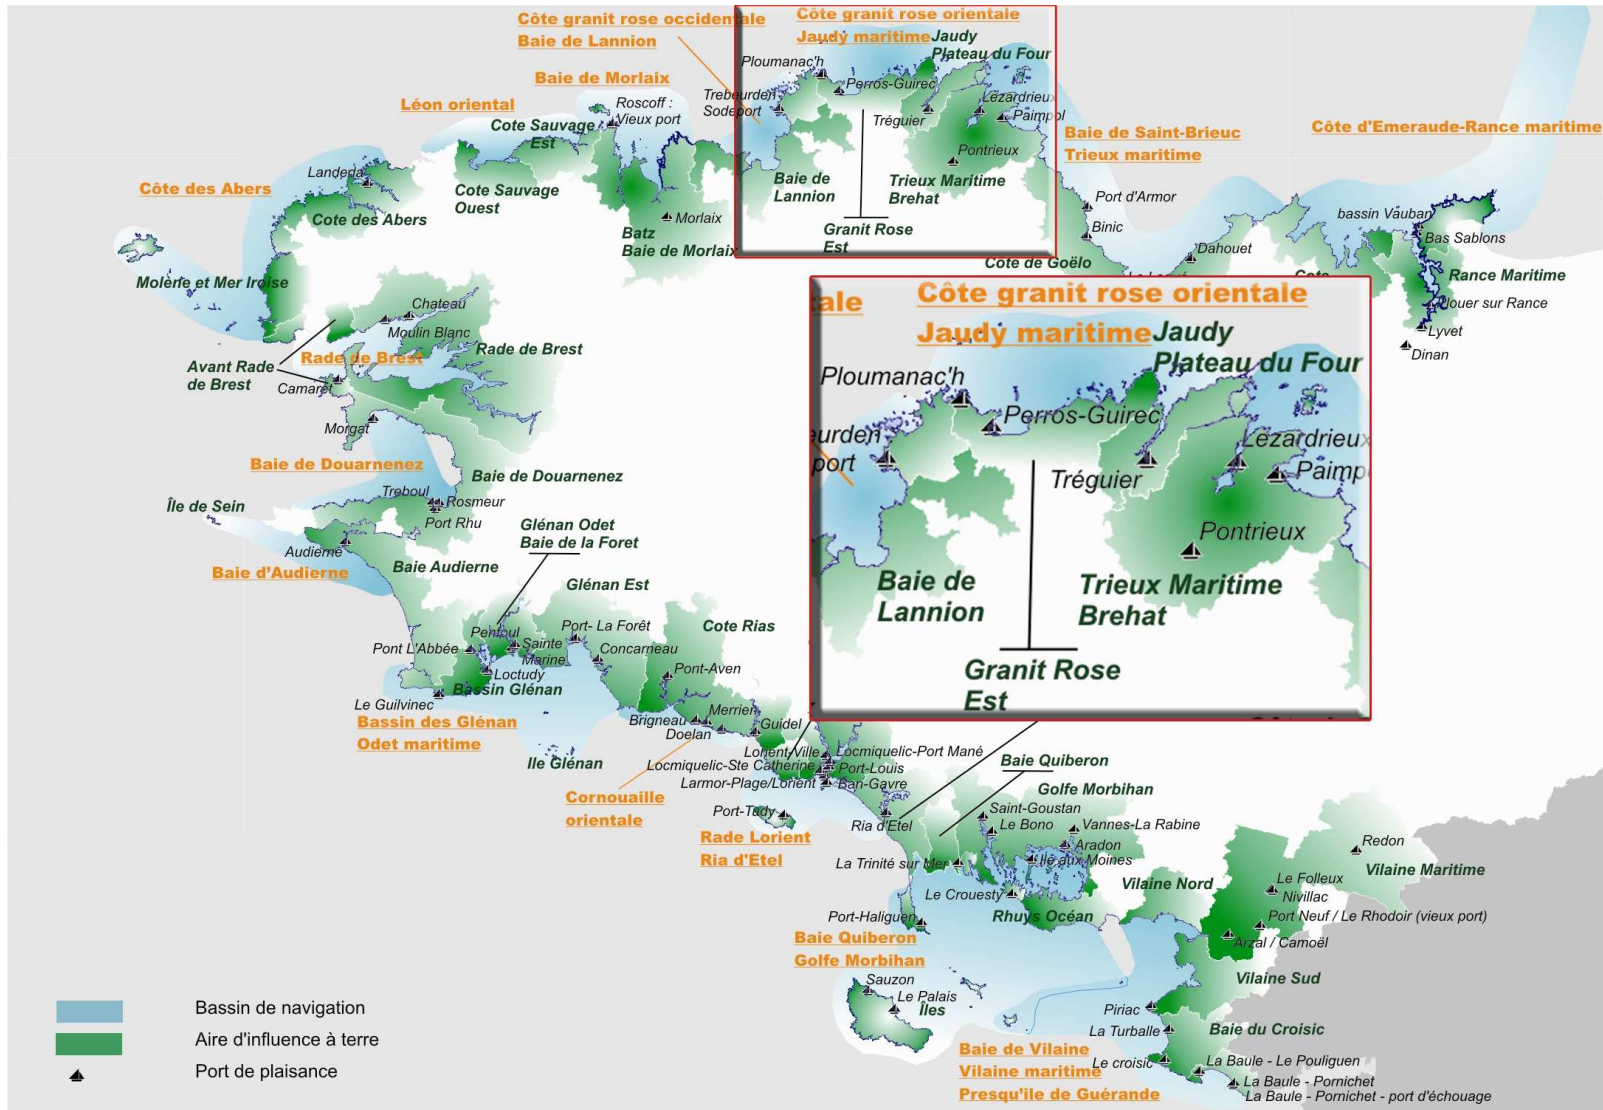 Côte granit rose occidentale
Baie de Lannion
Côte granit rose orientale
Jaudy maritime
Jaudy
Plateau du Four
Ploumanac'h
Perros-Guirec
Trebeurden
Sodeport
Tréguier
Lezardrieux
Paimpol
Pontrieux
Baie de
Lannion
Trieux Maritime
Brehat
Granit Rose
Est
Baie de Morlaix
Léon oriental
Roscoff :
Vieux port
Cote Sauvage
Est
Cote Sauvage
Ouest
Morlaix
Batz
Baie de Morlaix
Landeda
Côte des Abers
Cote des Abers
Molène et Mer Iroise
Baie de Saint-Brieuc
Trieux maritime
Côte d'Emeraude-Rance maritime
Port d'Armor
Binic
Dahouet
Côte de Goëlo
bassin Vauban
Bas Sablons
Rance Maritime
Plouer sur Rance
Lyvet
Dinan
ale
Côte granit rose orientale
Jaudy maritime
Jaudy
Plateau du Four
Ploumanac'h
Perros-Guirec
eurden
port
Tréguier
Lezardrieux
Paimp
Pontrieux
Baie de
Lannion
Trieux Maritime
Brehat
Granit Rose
Est
Chateau
Moulin Blanc
Rade de Brest
Rade de Brest
Avant Rade
de Brest
Camaret
Morgat
Baie de Douarnenez
Baie de Douarnenez
Treboul
Rosmeur
Port Rhu
Île de Sein
Audierne
Baie d'Audierne
Baie Audierne
Glénan Odet
Baie de la Foret
Glénan Est
Cote Rias
Penfoul
Sainte
Marine
Port- La Forêt
Concarneau
Pont L'Abbée
Loctudy
Bassin Glénan
Le Guilvinec
Bassin des Glénan
Odet maritime
Ile Glénan
Pont-Aven
Merrien
Brigneau
Doelan
Guidel
Cornouaille
orientale
Lorient-Ville
Locmiquelic-Port Mané
Locmiquelic-Ste Catherine
Port-Louis
Larmor-Plage/Lorient
Ban-Gavre
Port-Tudy
Rade Lorient
Ria d'Etel
Ria d'Etel
Baie Quiberon
Golfe Morbihan
Saint-Goustan
Le Bono
Vannes-La Rabine
Aradon
Ile aux Moines
La Trinité sur Mer
Le Crouesty
Rhuys Océan
Port-Haliguen
Baie Quiberon
Golfe Morbihan
Sauzon
Le Palais
Îles
Vilaine Nord
Redon
Vilaine Maritime
Le Folleux
Nivillac
Port Neuf / Le Rhodoir (vieux port)
Arzal / Camoël
Vilaine Sud
Piriac
La Turballe
Baie du Croisic
Le croisic
La Baule - Le Pouliguen
La Baule - Pornichet
La Baule - Pornichet - port d'échouage
Baie de Vilaine
Vilaine maritime
Presqu'ile de Guérande
Bassin de navigation
Aire d'influence à terre
Port de plaisance